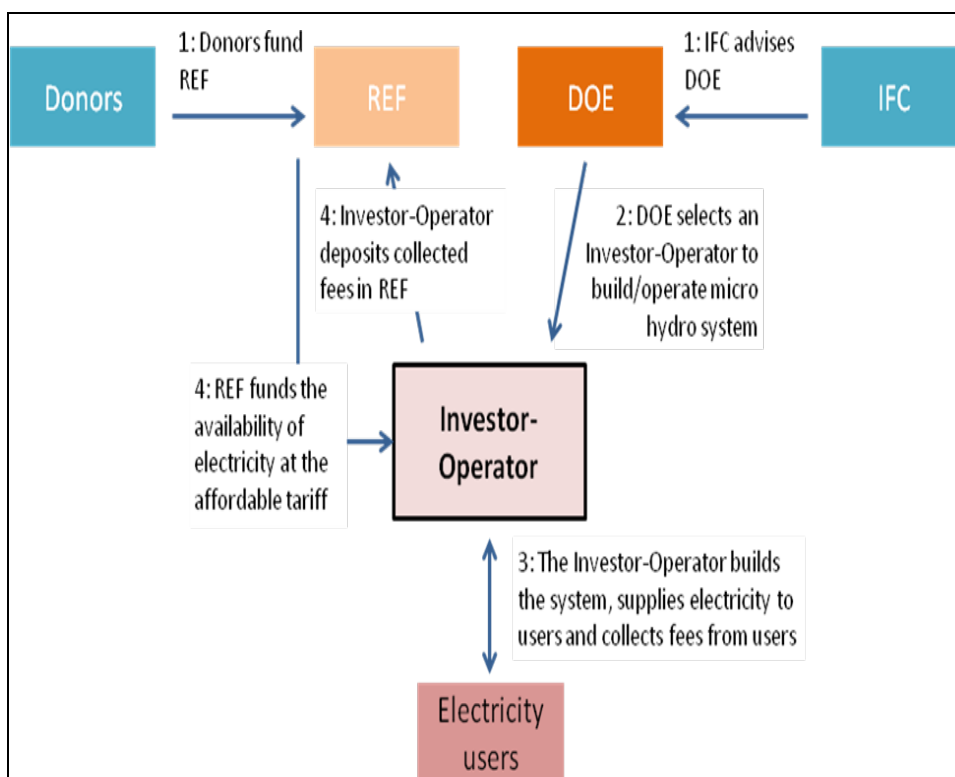 Donors
1: Donors fund
REF
REF
DOE
1: IFC advises
DOE
IFC
4: Investor-Operator
deposits collected
fees in REF
2: DOE selects an
Investor-Operator to
build/operate micro
hydro system
4: REF funds the
availability of
electricity at the
affordable tariff
Investor-
Operator
3: The Investor-Operator builds
the system, supplies electricity to
users and collects fees from users
Electricity
users